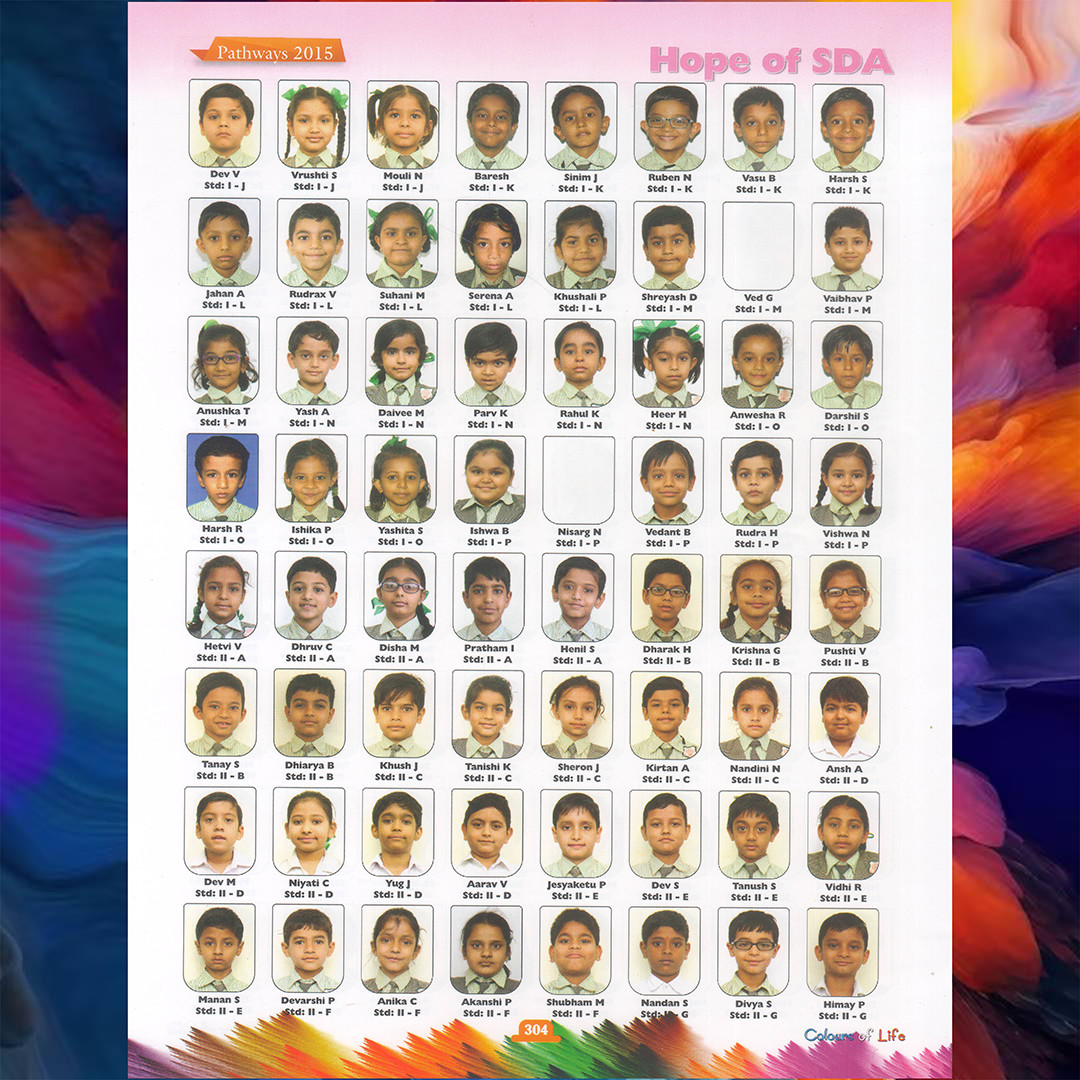 Pathways 2015
Hope of SDA
Dev V Vrushti S Mouli N Baresh Sinim J Ruben N Vasu B Harsh S
Std: I - J Std: I - J Std: I - J Std: I - K Std: I - K Std: I - K Std: I - K Std: I - K
Jahan A Rudrax V Suhani M Serena A Khushali P Shreyash D Ved G Vaibhav P
Std: I - L Std: I - L Std: I - L Std: I - L Std: I - L Std: I - M Std: I - M Std: I - M
Anushka T Yash A Daivee M Parv K Rahul K Heer H Anwesha R Darshil S
Std: I - M Std: I - N Std: I - N Std: I - N Std: I - N Std: I - N Std: I - O Std: I - O
Harsh R Ishika P Yashita S Ishwa B Nisarg N Vedant B Rudra H Vishwa N
Std: I - O Std: I - O Std: I - O Std: I - P Std: I - P Std: I - P Std: I - P Std: I - P
Hetvi V Dhruv C Disha M Pratham I Henil S Dharak H Krishna G Pushti V
Std: II - A Std: II - A Std: II - A Std: II - A Std: II - A Std: II - B Std: II - B Std: II - B
Tanay S Dhiarya B Khush J Tanishi K Sheron J Kirtan A Nandini N Ansh A
Std: II - B Std: II - B Std: II - C Std: II - C Std: II - C Std: II - C Std: II - C Std: II - D
Dev M Niyati C Yug J Aarav V Jesyaketu P Dev S Tanush S Vidhi R
Std: II - D Std: II - D Std: II - D Std: II - D Std: II - E Std: II - E Std: II - E Std: II - E
Manan S Devarshi P Anika C Akanshi P Shubham M Nandan S Divya S Himay P
Std: II - E Std: II - F Std: II - F Std: II - F Std: II - F Std: II - G Std: II - G Std: II - G
304
Colours of Life